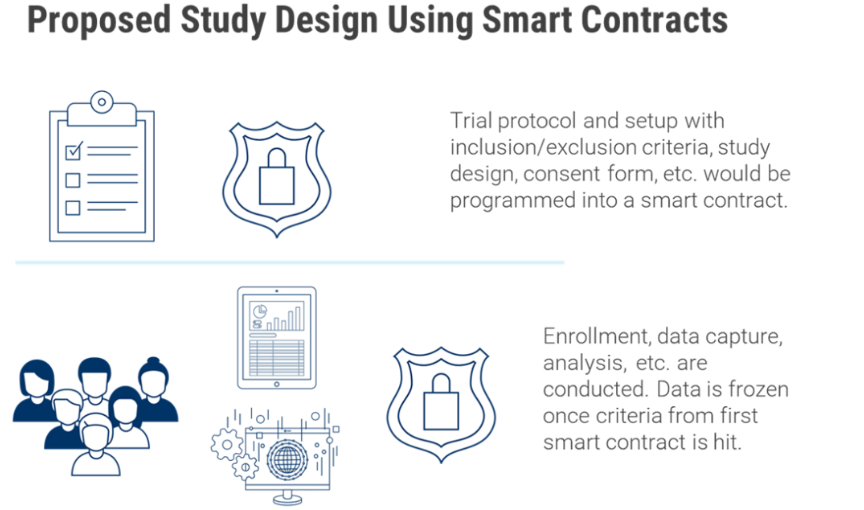 Proposed Study Design Using Smart Contracts
Trial protocol and setup with
inclusion/exclusion criteria, study
design, consent form, etc. would be
programmed into a smart contract.
Enrollment, data capture,
analysis, etc. are
conducted. Data is frozen
once criteria from first
smart contract is hit.